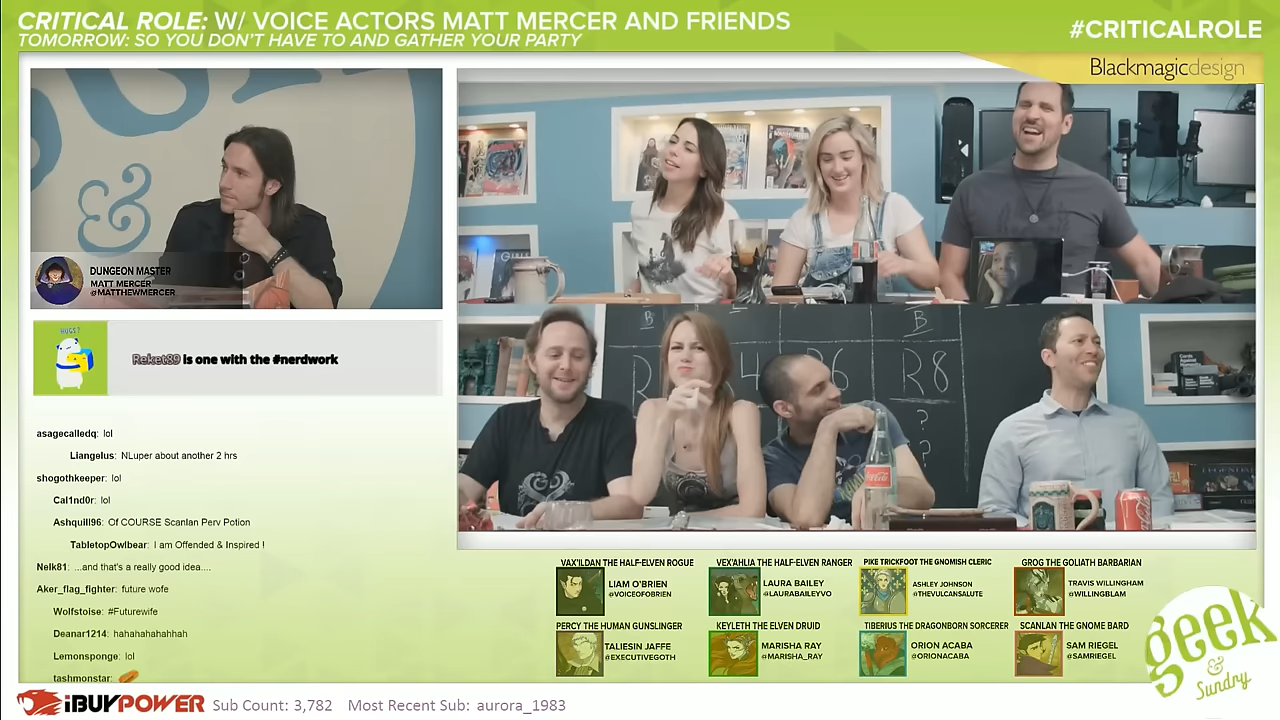 CRITICAL ROLE: W/ VOICE ACTORS MATT MERCER AND FRIENDS
TOMORROW: SO YOU DON'T HAVE TO AND GATHER YOUR PARTY
#CRITICALROLE
Blackmagicdesign
&
DUNGEON MASTER
MATT MERCER
@MATTHEWMERCER
HUGS?
Reket89 is one with the #nerdwork
asagecalledq: lol
Liangelus: NLuper about another 2 hrs
shogothkeeper: lol
Cal1nd0r: lol
Ashquill96: Of COURSE Scanlan Perv Potion
TabletopOwlbear: I am Offended & Inspired !
Nelk81: ...and that's a really good idea....
Aker_flag_fighter: future wofe
Wolfstoise: #Futurewife
Deanar1214: hahahahahahhah
Lemonsponge: lol
tashmonstar:
B
B
R
4
R6
R8
?
?
Coca-Cola
VAX'ILDAN THE HALF-ELVEN ROGUE
LIAM O'BRIEN
@VOICEOFOBRIEN
VEX'AHLIA THE HALF-ELVEN RANGER
LAURA BAILEY
@LAURABAILEYVO
PIKE TRICKFOOT THE GNOMISH CLERIC
ASHLEY JOHNSON
@THEVULCANSALUTE
GROG THE GOLIATH BARBARIAN
TRAVIS WILLINGHAM
@WILLINGBLAM
PERCY THE HUMAN GUNSLINGER
TALIESIN JAFFE
@EXECUTIVEGOTH
KEYLETH THE ELVEN DRUID
MARISHA RAY
@MARISHA_RAY
TIBERIUS THE DRAGONBORN SORCERER
ORION ACABA
@ORIONACABA
SCANLAN THE GNOME BARD
SAM RIEGEL
@SAMRIEGEL
geek
&
Sundry
iBUYPOWER Sub Count: 3,782 Most Recent Sub: aurora_1983